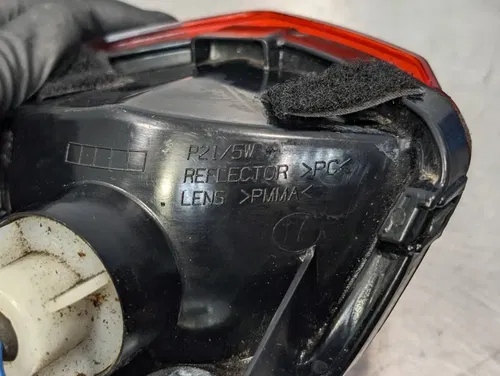 P21/5W
REFLECTOR >PC<
LENS >PMMA<